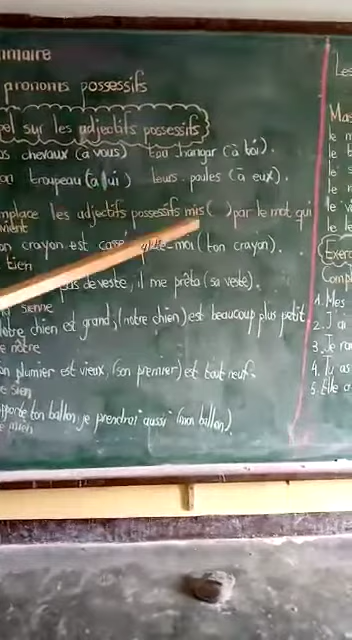 mmaire
pronoms possessifs
pel sur les adjectifs possessifs
os chevaux (à vous) ton hangar (à toi).
on troupeau (à lui) leurs poules (à eux).
mplace les adjectifs possessifs mis ( ) par le mot qui
vient
on crayon est cassé -moi (ton crayon).
tien
pas de veste, il me prêta (sa veste).
sienne
Notre chien est grand, (notre chien) est beaucoup plus petit
e nôtre
on plumier est vieux, (son premier) est tout neuf.
e sien
pporte ton ballon, je prendrai aussi (mon ballon).
e mien
Les
Mas
le m
le
le
le
le
le
Exerc
Compl
1. Mes
2. J'ai
3. Je
4. Tu as
5. Elle a